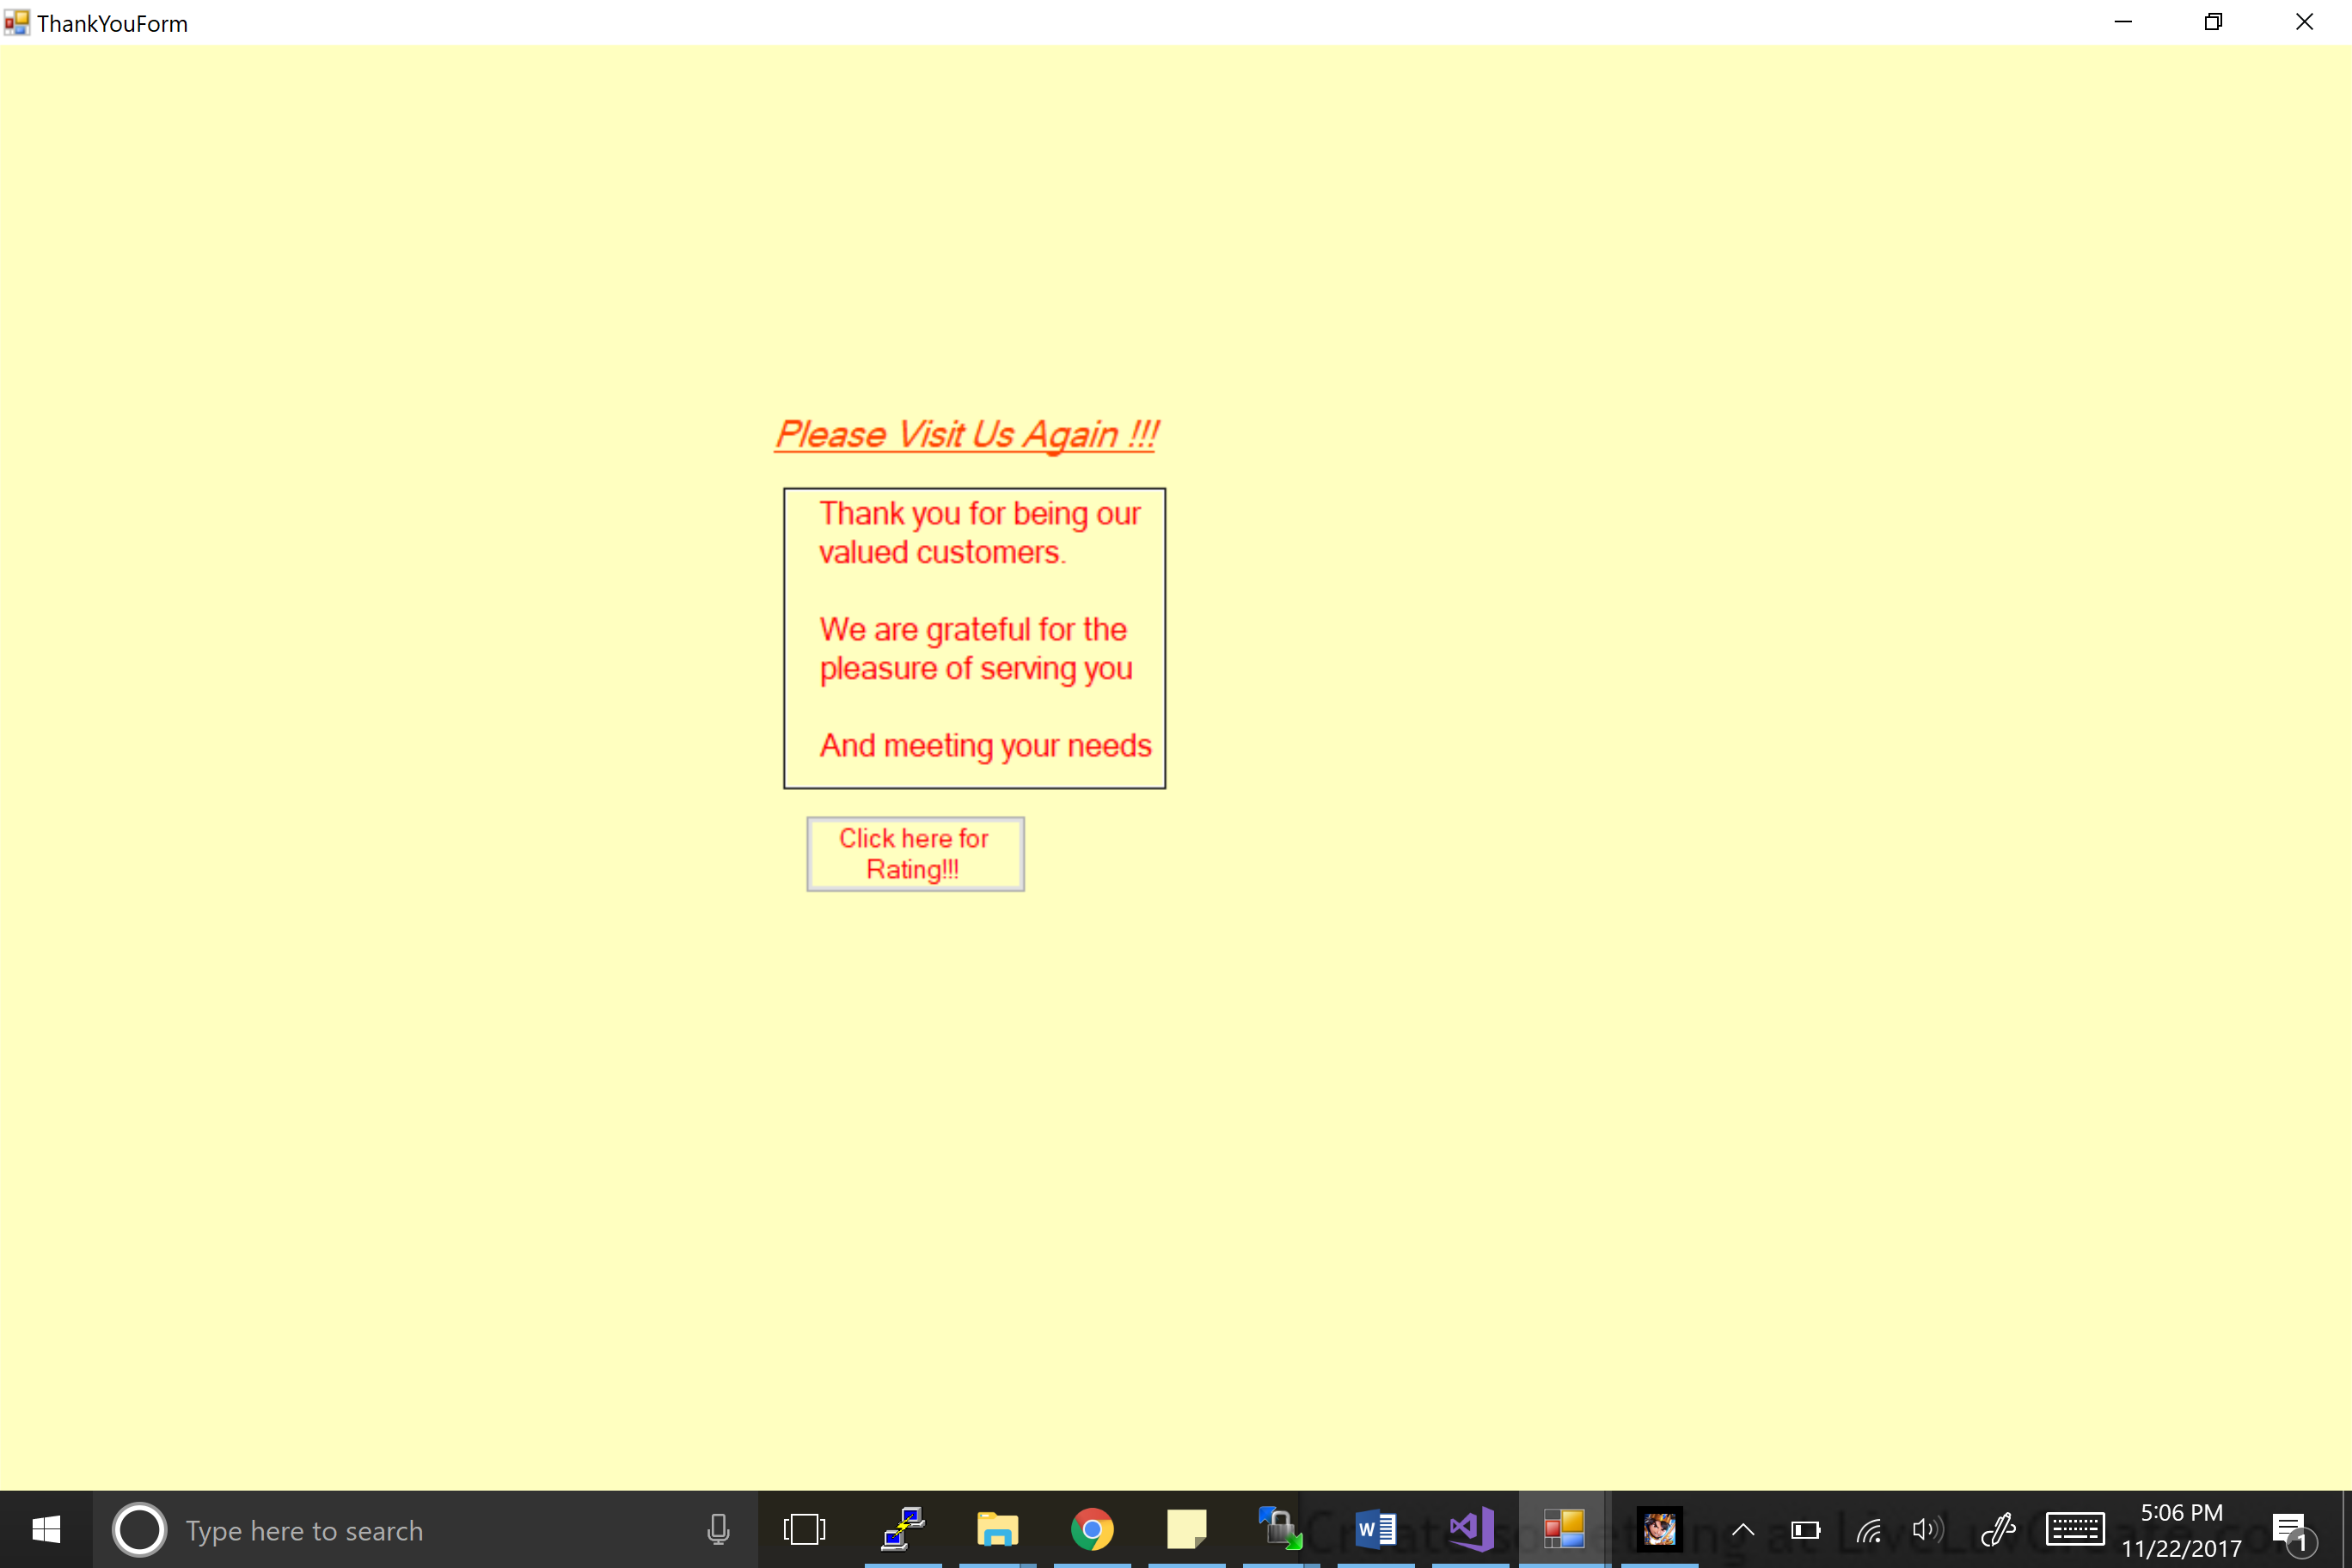 ThankYouForm
Please Visit Us Again !!!
Thank you for being our
valued customers.
We are grateful for the
pleasure of serving you
And meeting your needs
Click here for
Rating!!!
Type here to search
W
5:06 PM
11/22/2017
1